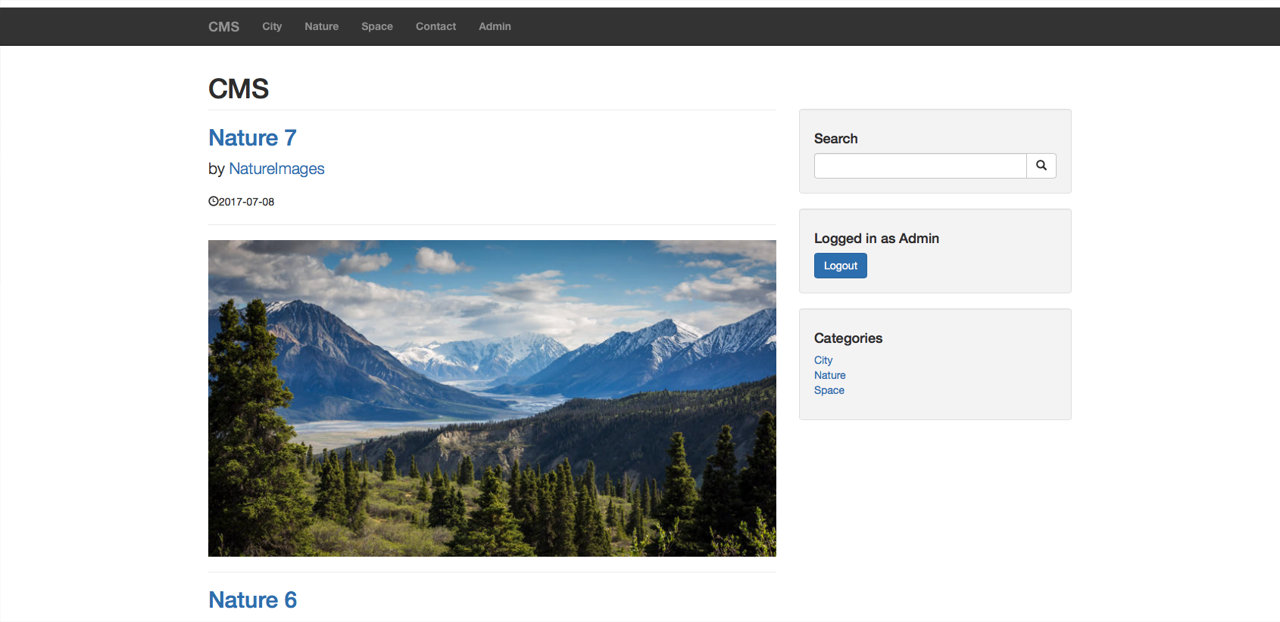 CMS City Nature Space Contact Admin
CMS
Nature 7
by NatureImages
2017-07-08
Nature 6
Search
Logged in as Admin
Logout
Categories
City
Nature
Space